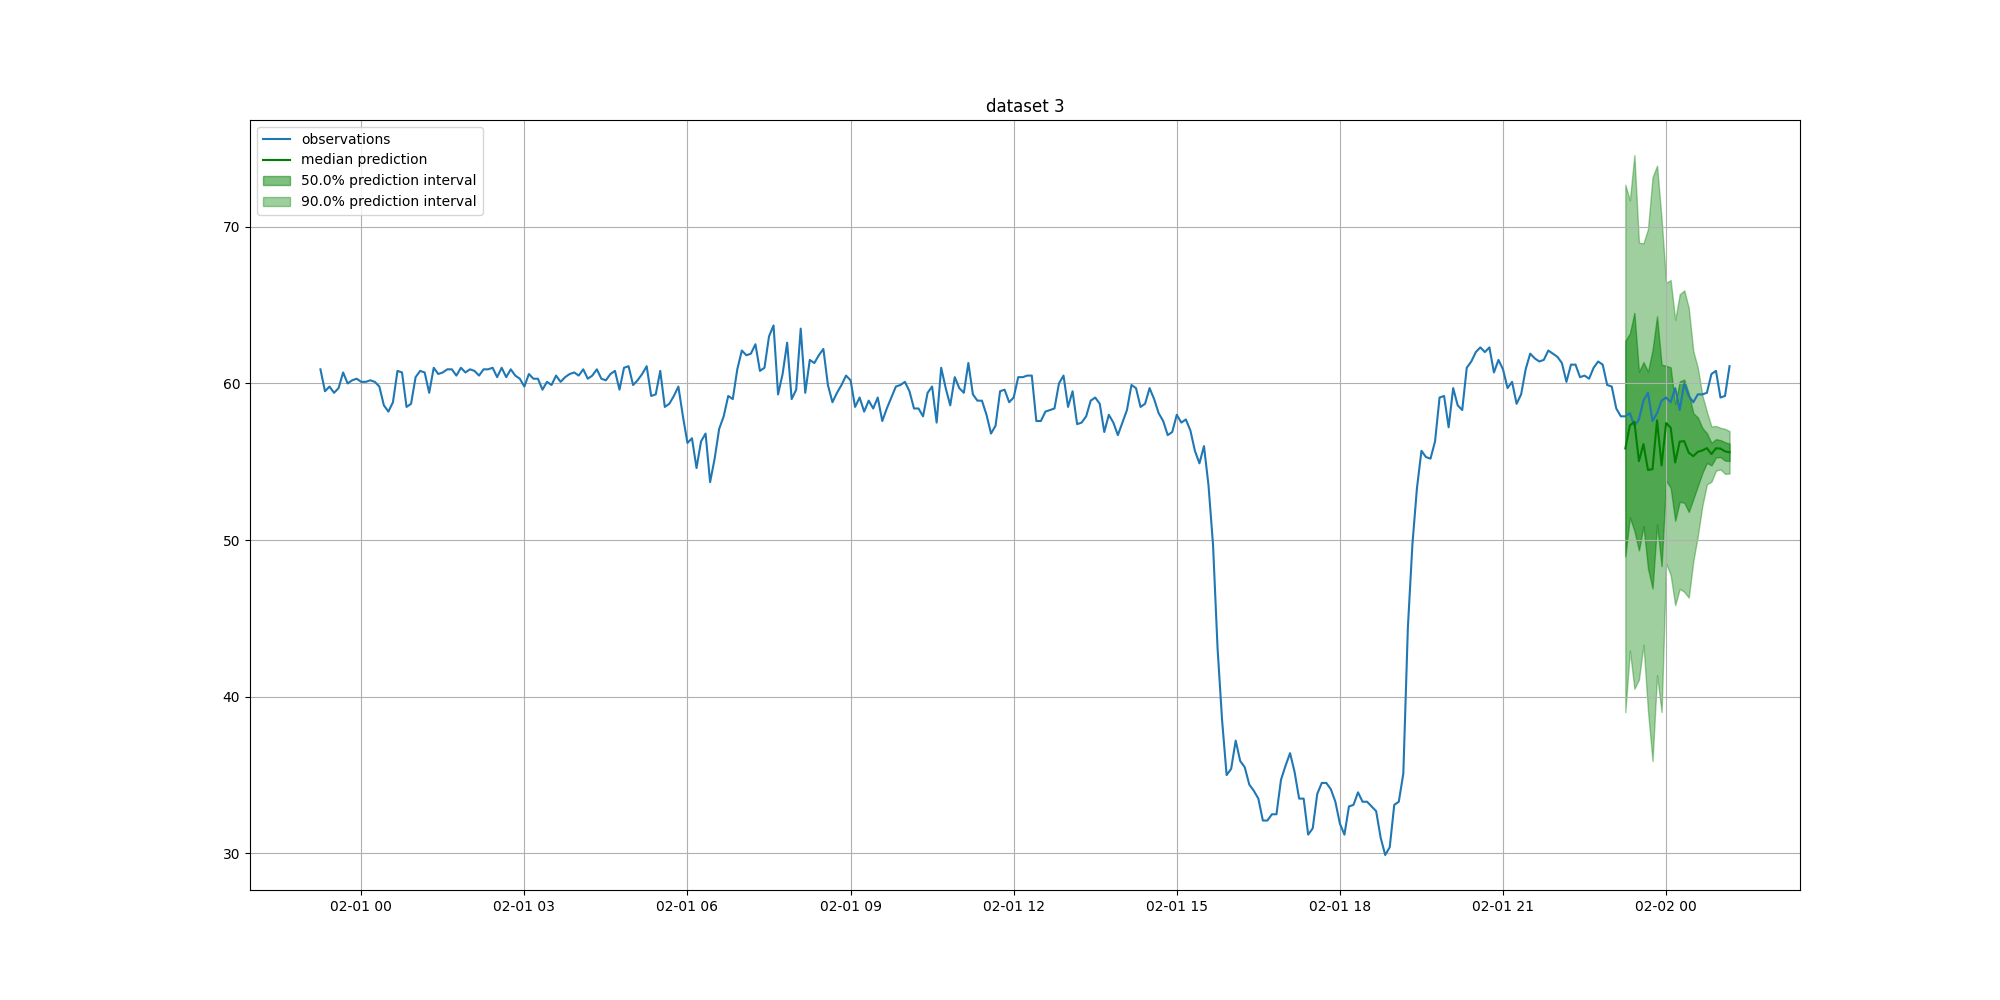 dataset 3
observations
median prediction
50.0% prediction interval
90.0% prediction interval
70
60
50
40
30
02-01 00
02-01 03
02-01 06
02-01 09
02-01 12
02-01 15
02-01 18
02-01 21
02-02 00